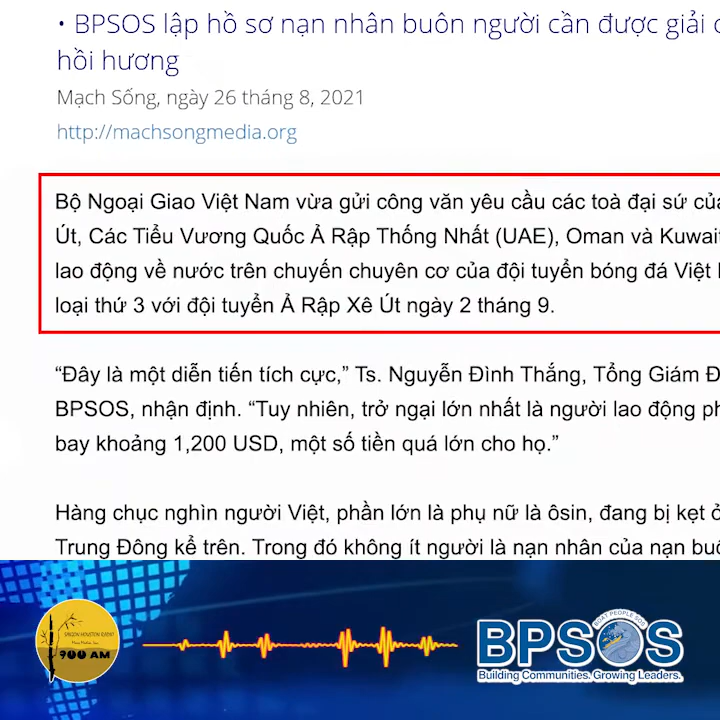 • BPSOS lập hồ sơ nạn nhân buôn người cần được giải
hồi hương
Mạch Sống, ngày 26 tháng 8, 2021
http://machsongmedia.org
Bộ Ngoại Giao Việt Nam vừa gửi công văn yêu cầu các toà đại sứ
Út, Các Tiểu Vương Quốc Ả Rập Thống Nhất (UAE), Oman và Kuwait
lao động về nước trên chuyến chuyên cơ của đội tuyển bóng đá Việt
loại thứ 3 với đội tuyển Ả Rập Xê Út ngày 2 tháng 9.
“Đây là một diễn tiến tích cực,” Ts. Nguyễn Đình Thắng, Tổng Giám
BPSOS, nhận định. “Tuy nhiên, trở ngại lớn nhất là người lao động
bay khoảng 1,200 USD, một số tiền quá lớn cho họ.”
Hàng chục nghìn người Việt, phần lớn là phụ nữ là ôsin, đang bị kẹt
Trung Đông kể trên. Trong đó không ít người là nạn nhân của nạn
SAIGON HOUSTON RADIO
900 AM
BOAT PEOPLE SOS
BPSOS
Building Communities. Growing Leaders.